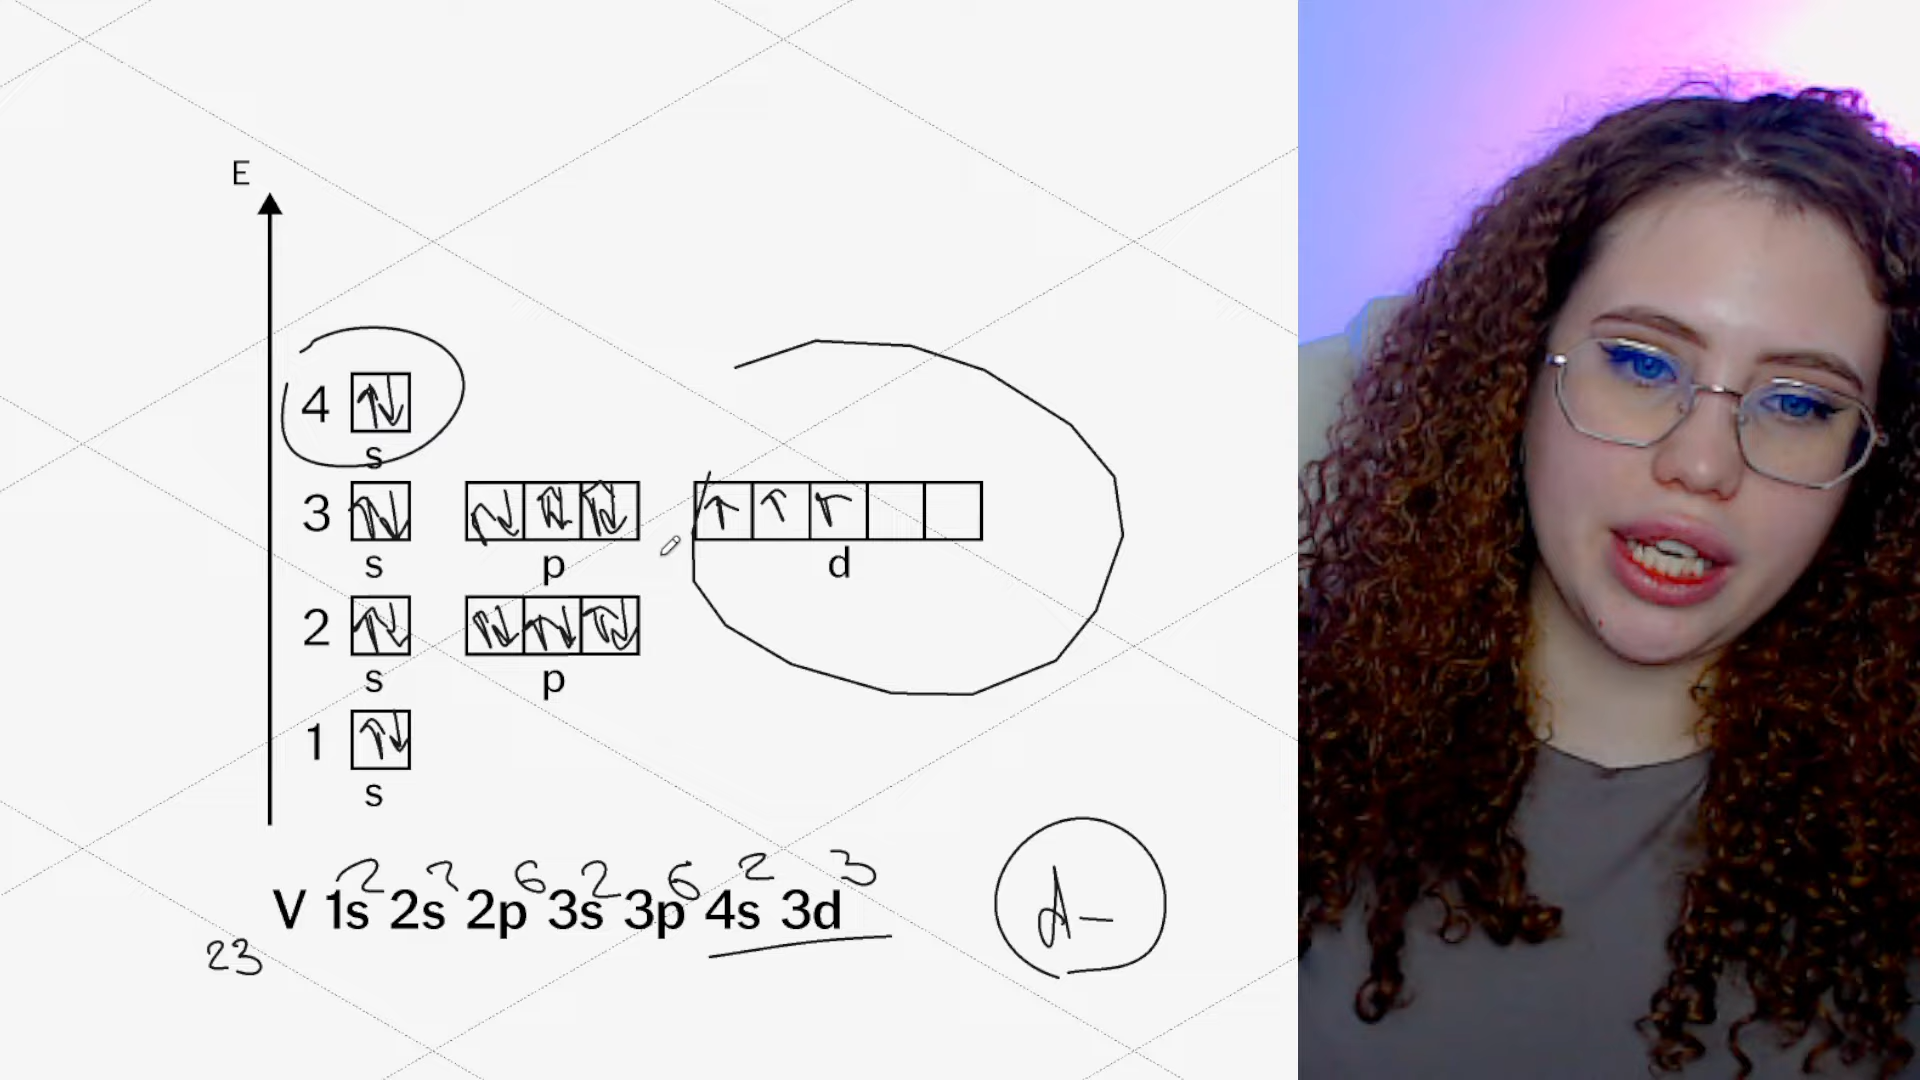 E
4
s
3
s p d
2
s p
1
s
V 1s² 2s² 2p⁶ 3s² 3p⁶ 4s² 3d³
23
d-